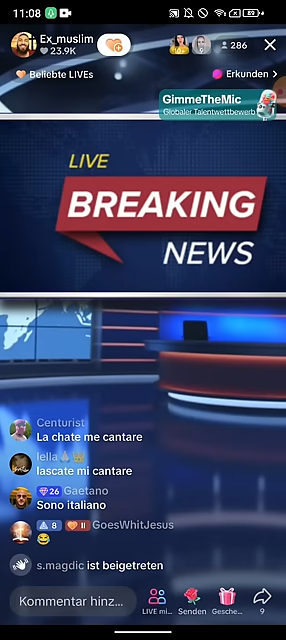 11:08
89
Ex_muslim
23.9K
286
Beliebte LIVEs
Erkunden >
GimmeTheMic
Globaler Talentwettbewerb
LIVE
BREAKING
NEWS
Centurist
La chate me cantare
lella
lascate mi cantare
26 Gaetano
Sono italiano
8 II GoesWhitJesus
s.magdic ist beigetreten
Kommentar hinz...
LIVE mi...
Senden
Gesche...
9